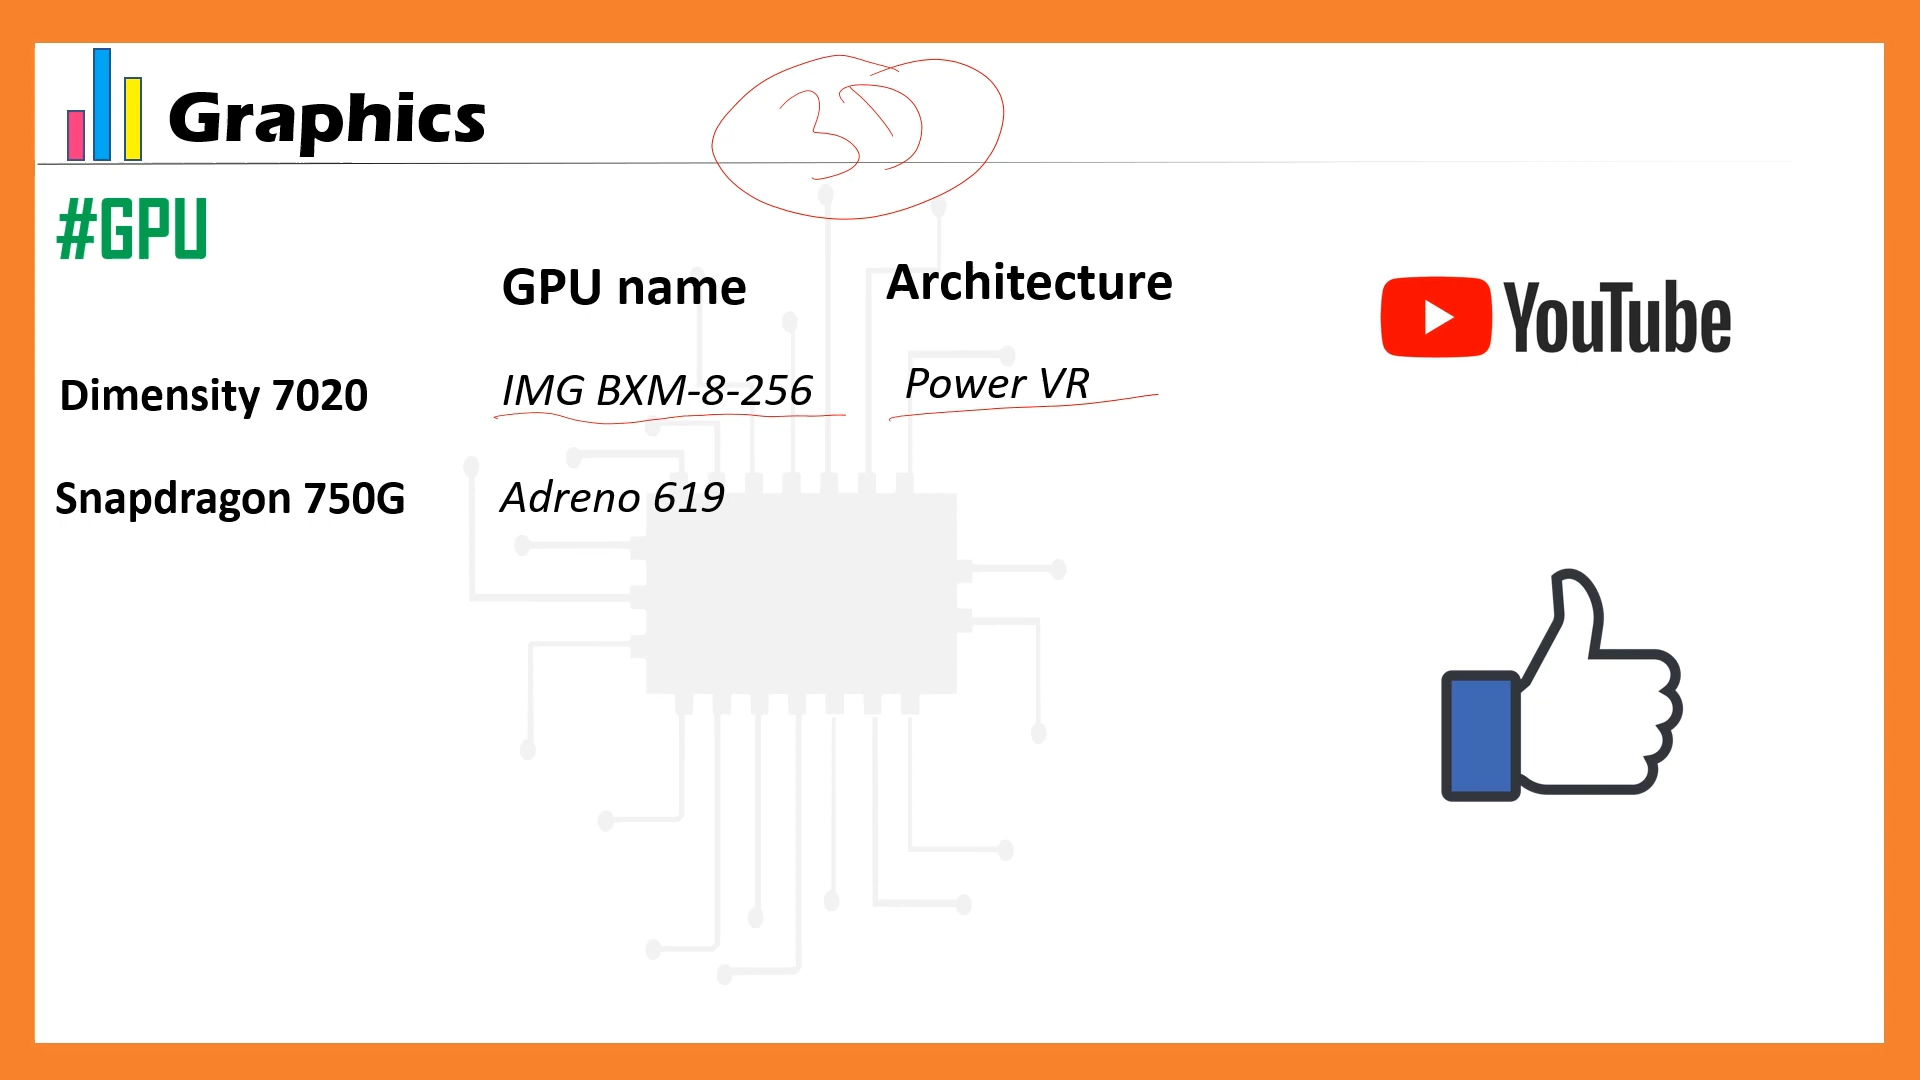 Graphics
3D
#GPU
GPU name Architecture
YouTube
Dimensity 7020 IMG BXM-8-256 Power VR
Snapdragon 750G Adreno 619